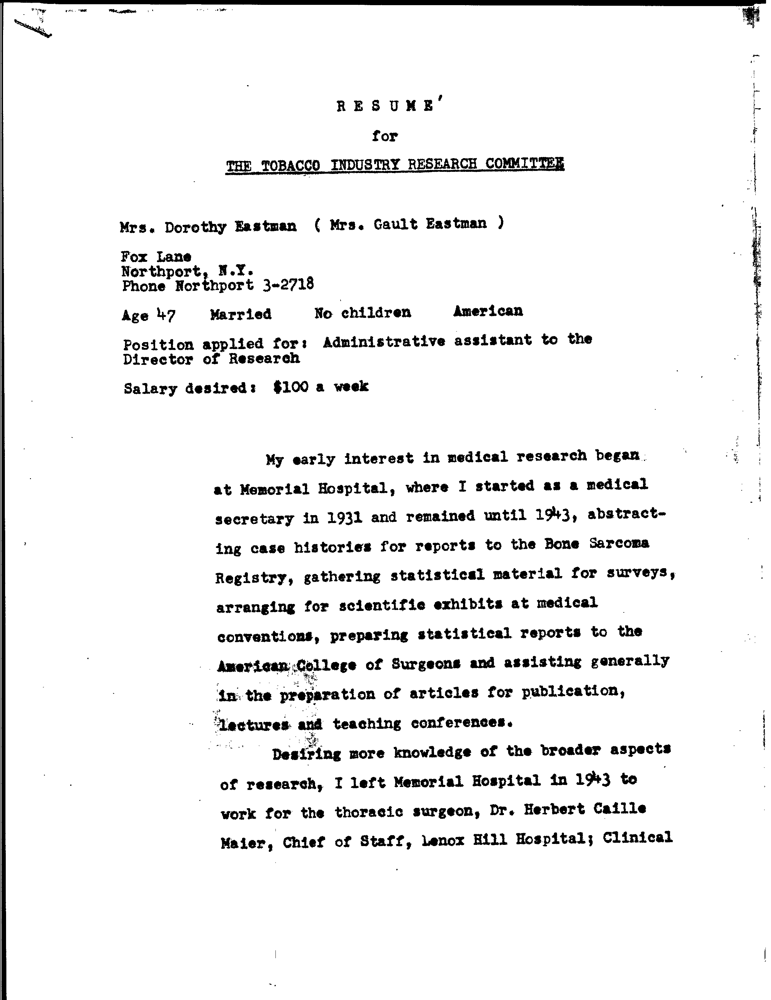 R E S U M E'
for
THE TOBACCO INDUSTRY RESEARCH COMMITTEE
Mrs. Dorothy Eastman ( Mrs. Gault Eastman )
Fox Lane
Northport, N.Y.
Phone Northport 3-2718
Age 47 Married No children American
Position applied for: Administrative assistant to the
Director of Research
Salary desired: $100 a week
My early interest in medical research began
at Memorial Hospital, where I started as a medical
secretary in 1931 and remained until 1943, abstract-
ing case histories for reports to the Bone Sarcoma
Registry, gathering statistical material for surveys,
arranging for scientific exhibits at medical
conventions, preparing statistical reports to the
American College of Surgeons and assisting generally
in the preparation of articles for publication,
lectures and teaching conferences.
Desiring more knowledge of the broader aspects
of research, I left Memorial Hospital in 1943 to
work for the thoracic surgeon, Dr. Herbert Caille
Maier, Chief of Staff, Lenox Hill Hospital; Clinical